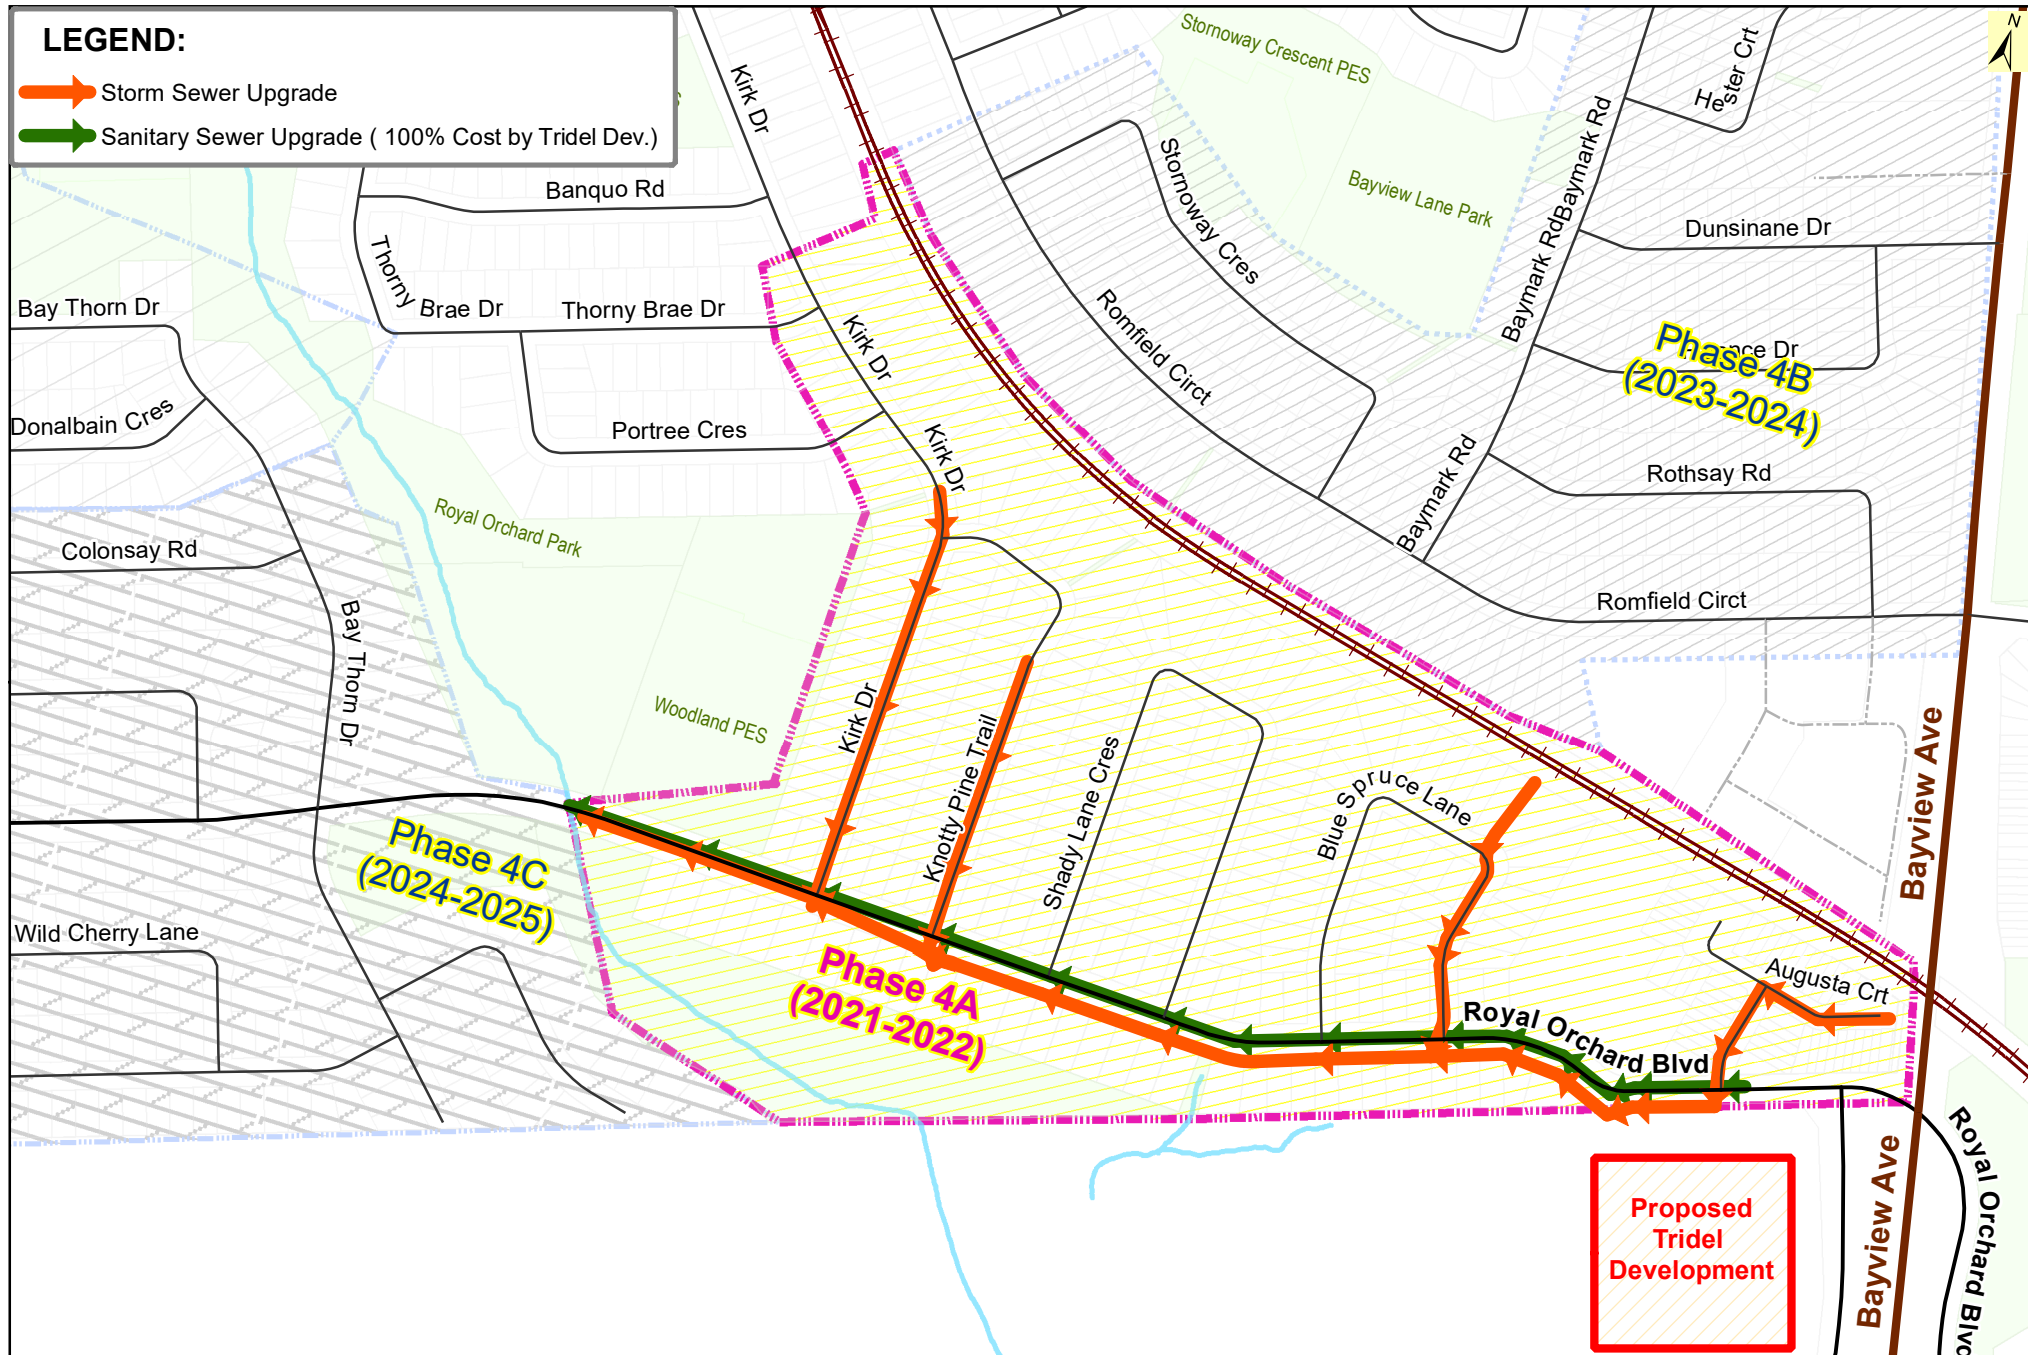 LEGEND:
Storm Sewer Upgrade
Sanitary Sewer Upgrade ( 100% Cost by Tridel Dev.)
N
Stornoway Crescent PES
Hester Crt
Kirk Dr
Baymark Rd
Banquo Rd
Stornoway Cres
Bayview Lane Park
Dunsinane Dr
Thorny
Brae Dr
Thorny Brae Dr
Bay Thorn Dr
Kirk Dr
Romfield Circt
Baymark Rd
Phase 4B
(2023-2024)
Donalbain Cres
Portree Cres
Kirk Dr
Baymark Rd
Rothsay Rd
Royal Orchard Park
Colonsay Rd
Bay Thorn Dr
Romfield Circt
Woodland PES
Kirk Dr
Knotty Pine Trail
Shady Lane Cres
Blue Spruce Lane
Bayview Ave
Phase 4C
(2024-2025)
Wild Cherry Lane
Phase 4A
(2021-2022)
Augusta Crt
Royal Orchard Blvd
Royal Orchard Blvd
Bayview Ave
Proposed
Tridel
Development